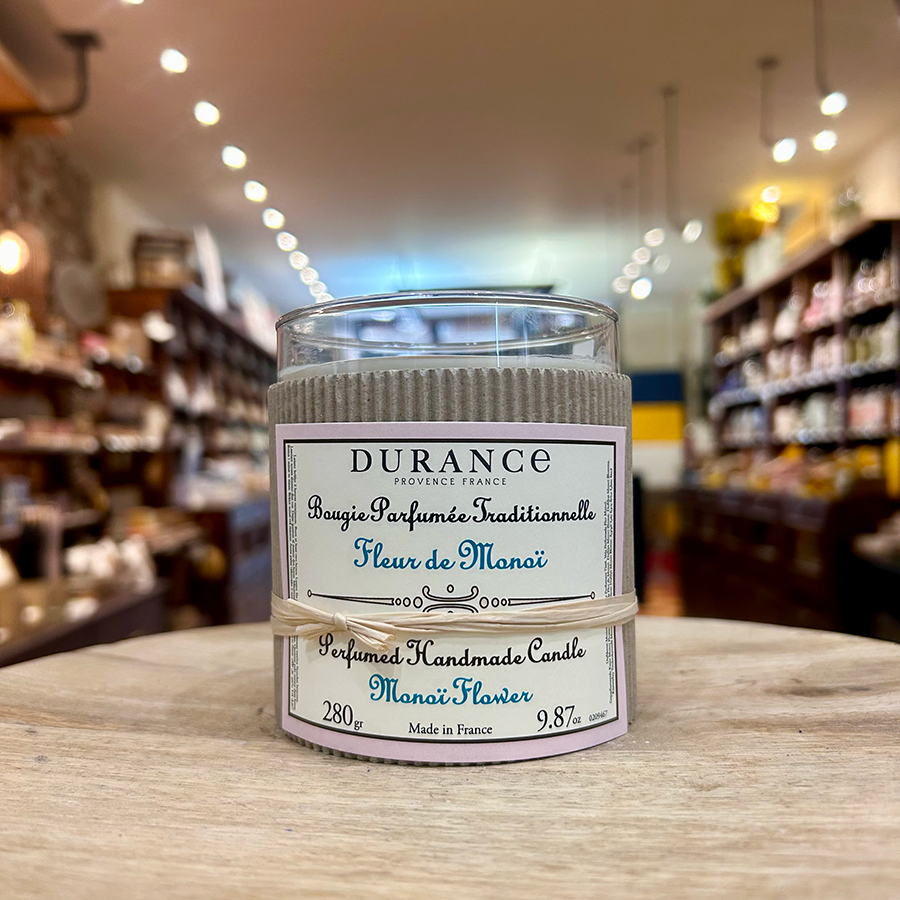 DURANCE
PROVENCE FRANCE
Bougie Parfumée Traditionnelle
Fleur de Monoï
Perfumed Handmade Candle
Monoï Flower
280gr Made in France 9.87oz 0209467